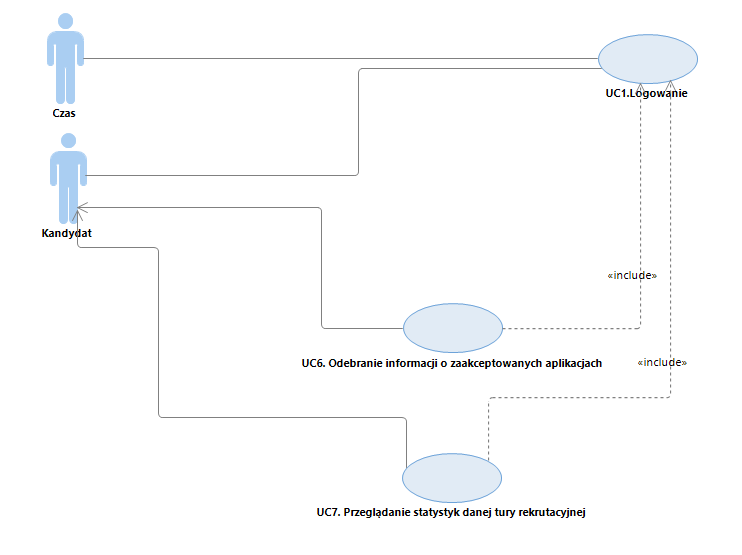 Czas
UC1.Logowanie
Kandydat
«include»
UC6. Odebranie informacji o zaakceptowanych aplikacjach
«include»
UC7. Przeglądanie statystyk danej tury rekrutacyjnej